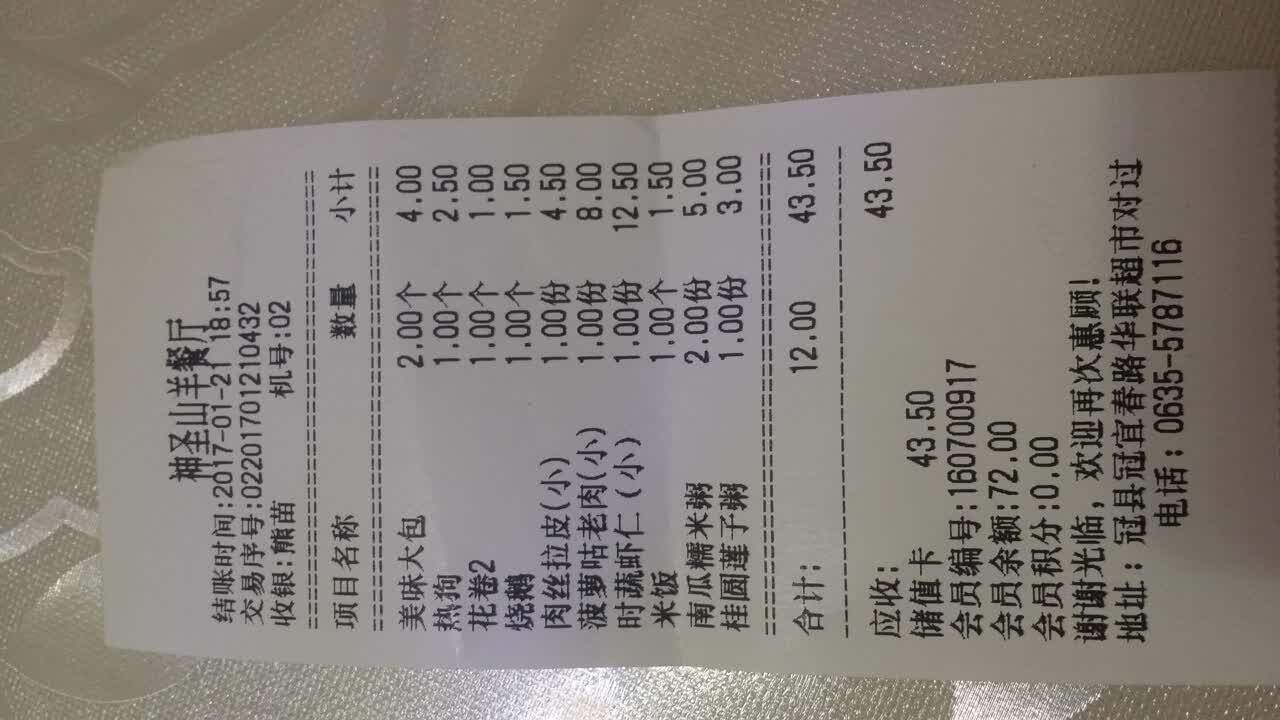 神圣山羊餐厅
结账时间:2017-01-21 18:57
交易序号:0220170121210432
收银:熊苗 机号:02
==============================
项目名称 数量 小计
==============================
美味大包 2.00个 4.00
热狗 1.00个 2.50
花卷2 1.00个 1.00
烧鹅 1.00个 1.50
肉丝拉皮(小) 1.00份 4.50
菠萝咕老肉(小) 1.00份 8.00
时蔬虾仁(小) 1.00份 12.50
米饭 1.00个 1.50
南瓜糯米粥 2.00份 5.00
桂圆莲子粥 1.00份 3.00
==============================
合计: 12.00 43.50
------------------------------
应收: 43.50
储值卡 43.50
会员编号:160700917
会员余额:72.00
会员积分:0.00
谢谢光临，欢迎再次惠顾!
地址: 冠县冠宜春路华联超市对过
电话: 0635-5787116